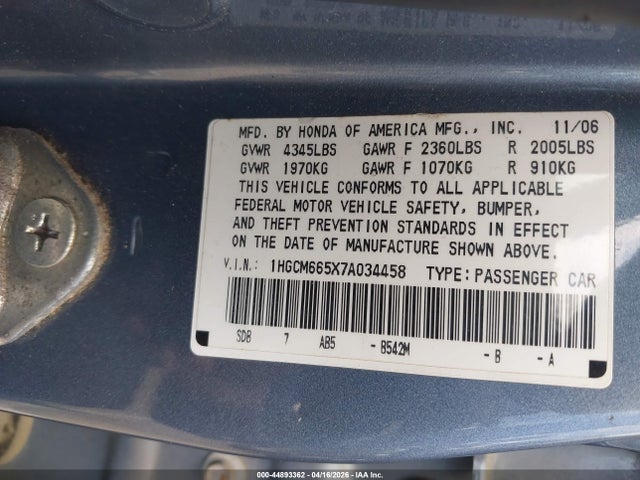 MFD. BY HONDA OF AMERICA MFG., INC. 11/06
GVWR 4345LBS GAWR F 2360LBS R 2005LBS
GVWR 1970KG GAWR F 1070KG R 910KG
THIS VEHICLE CONFORMS TO ALL APPLICABLE
FEDERAL MOTOR VEHICLE SAFETY, BUMPER,
AND THEFT PREVENTION STANDARDS IN EFFECT
ON THE DATE OF MANUFACTURE SHOWN ABOVE.
V.I.N.: 1HGCM665X7A034458 TYPE: PASSENGER CAR
SDB 7 AB5 - B542M - B - A
000-44893362 - 04/16/2026 - IAA Inc.